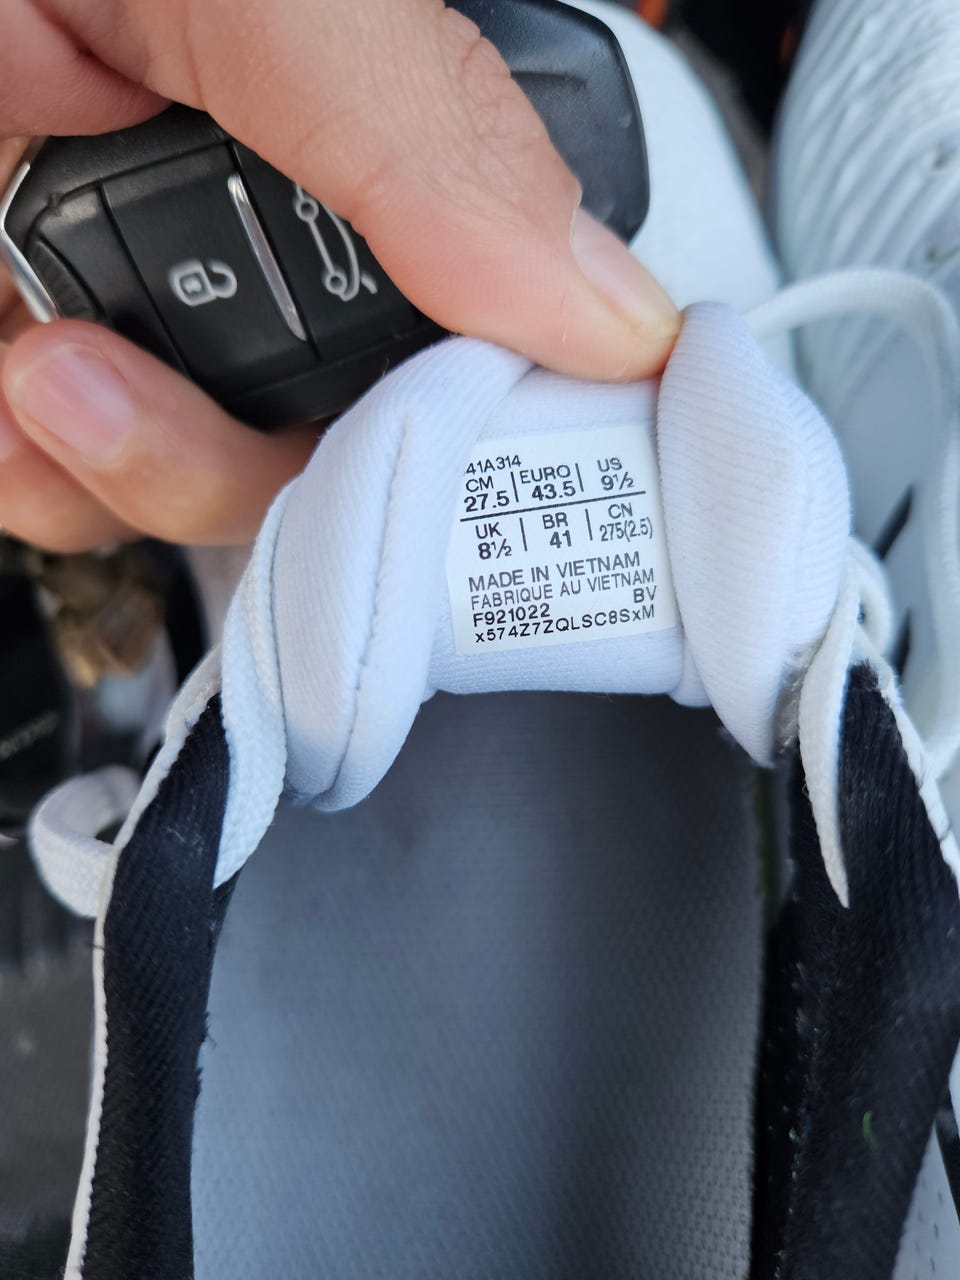 41A314
CM 27.5 | EURO 43.5 | US 9½
UK 8½ | BR 41 | CN 275(2.5)
MADE IN VIETNAM
FABRIQUE AU VIETNAM
F921022 BV
x574Z7ZQLSC8SxM